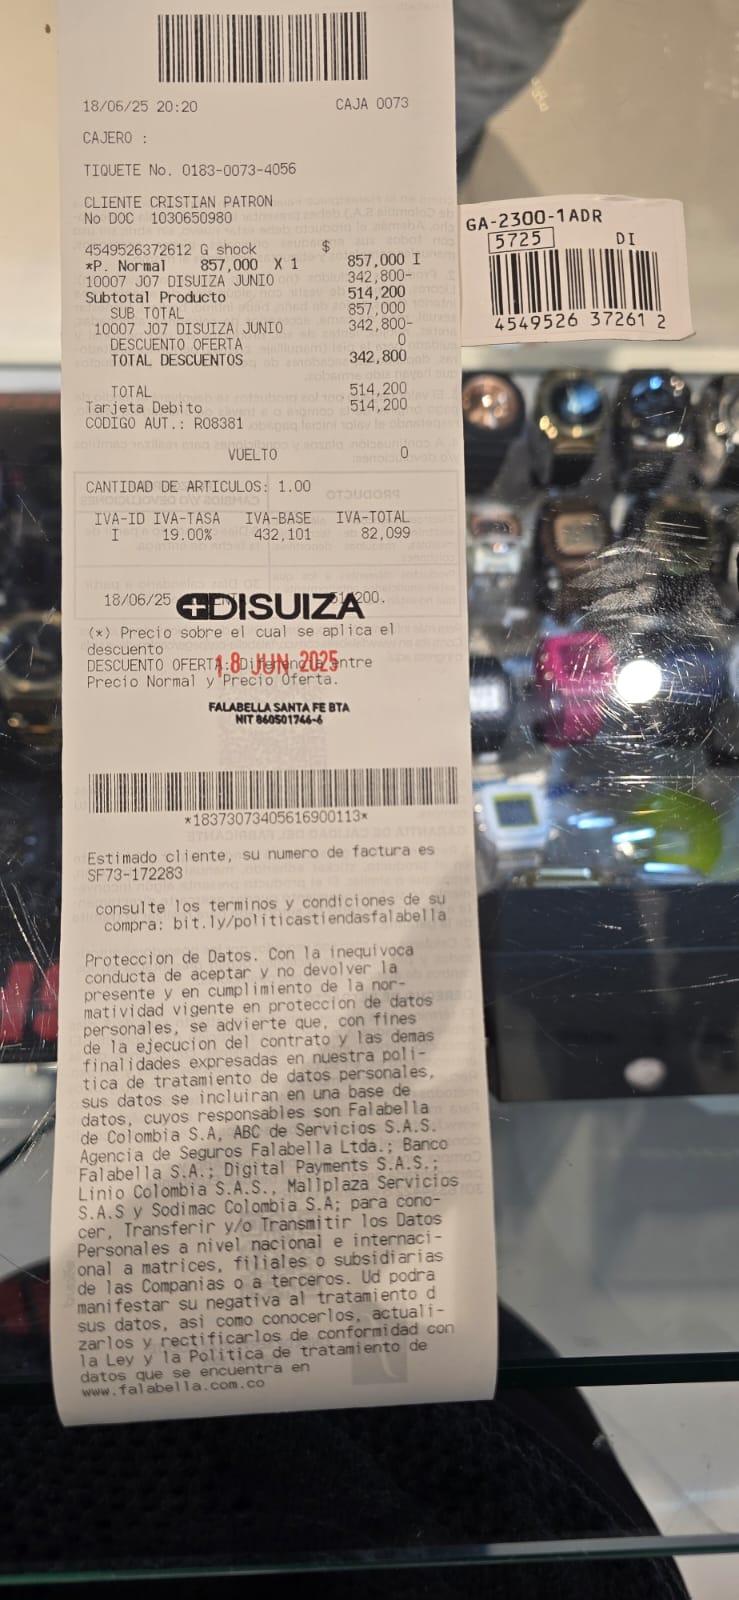 18/06/25 20:20 CAJA 0073
CAJERO :
TIQUETE No. 0183-0073-4056
CLIENTE CRISTIAN PATRON
No DOC 1030650980
4549526372612 G shock $
*P. Normal 857,000 X 1 857,000 I
10007 J07 DISUIZA JUNIO 342,800-
Subtotal Producto 514,200
SUB TOTAL 857,000
10007 J07 DISUIZA JUNIO 342,800-
DESCUENTO OFERTA 0
TOTAL DESCUENTOS 342,800
TOTAL 514,200
Tarjeta Debito 514,200
CODIGO AUT.: R08381
VUELTO 0
CANTIDAD DE ARTICULOS: 1.00
IVA-ID IVA-TASA IVA-BASE IVA-TOTAL
I 19.00% 432,101 82,099
18/06/25
DISUIZA
(*) Precio sobre el cual se aplica el
descuento
DESCUENTO OFERTA: Diferencia entre
18 JUN 2025
Precio Normal y Precio Oferta.
FALABELLA SANTA FE BTA
NIT 860501746-6
*18373073405616900113*
Estimado cliente, su numero de factura es
SF73-172283
consulte los terminos y condiciones de su
compra: bit.ly/politicastiendasfalabella
Proteccion de Datos. Con la inequivoca
conducta de aceptar y no devolver la
presente y en cumplimiento de la nor-
matividad vigente en proteccion de datos
personales, se advierte que, con fines
de la ejecucion del contrato y las demas
finalidades expresadas en nuestra poli-
tica de tratamiento de datos personales,
sus datos se incluiran en una base de
datos, cuyos responsables son Falabella
de Colombia S.A, ABC de Servicios S.A.S.
Agencia de Seguros Falabella Ltda.; Banco
Falabella S.A.; Digital Payments S.A.S.;
Linio Colombia S.A.S., Mallplaza Servicios
S.A.S y Sodimac Colombia S.A; para cono-
cer, Transferir y/o Transmitir los Datos
Personales a nivel nacional e internaci-
onal a matrices, filiales o subsidiarias
de las Companias o a terceros. Ud podra
manifestar su negativa al tratamiento d
sus datos, asi como conocerlos, actuali-
zarlos y rectificarlos de conformidad con
la Ley y la Politica de tratamiento de
datos que se encuentra en
www.falabella.com.co
GA-2300-1ADR
5725 DI
4549526 37261 2